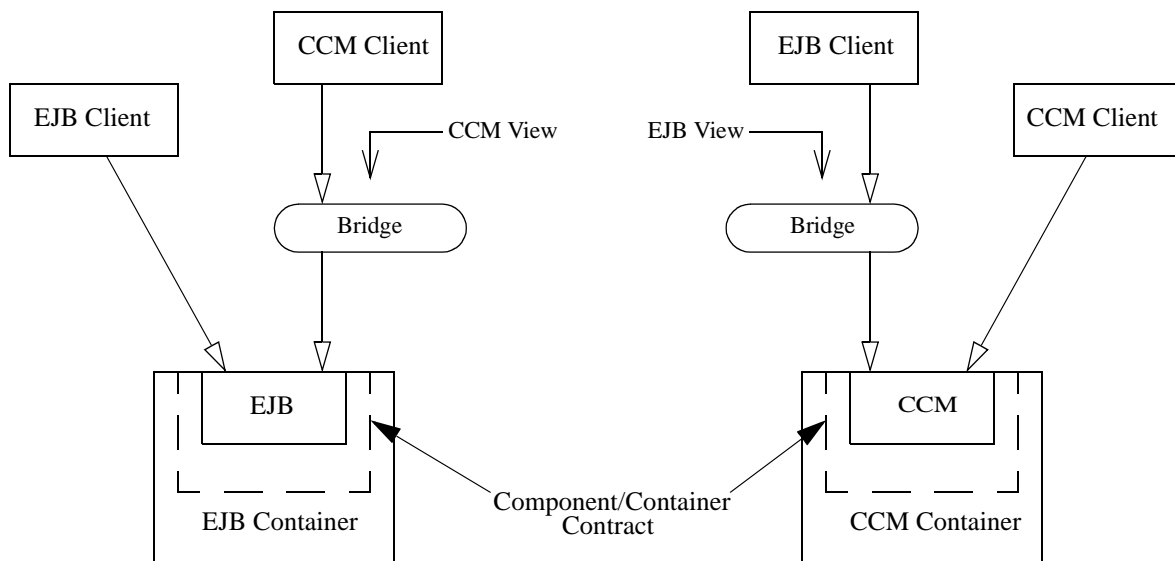 CCM Client
EJB Client
EJB Client
CCM Client
CCM View
EJB View
Bridge
Bridge
EJB
CCM
Component/Container
Contract
EJB Container
CCM Container